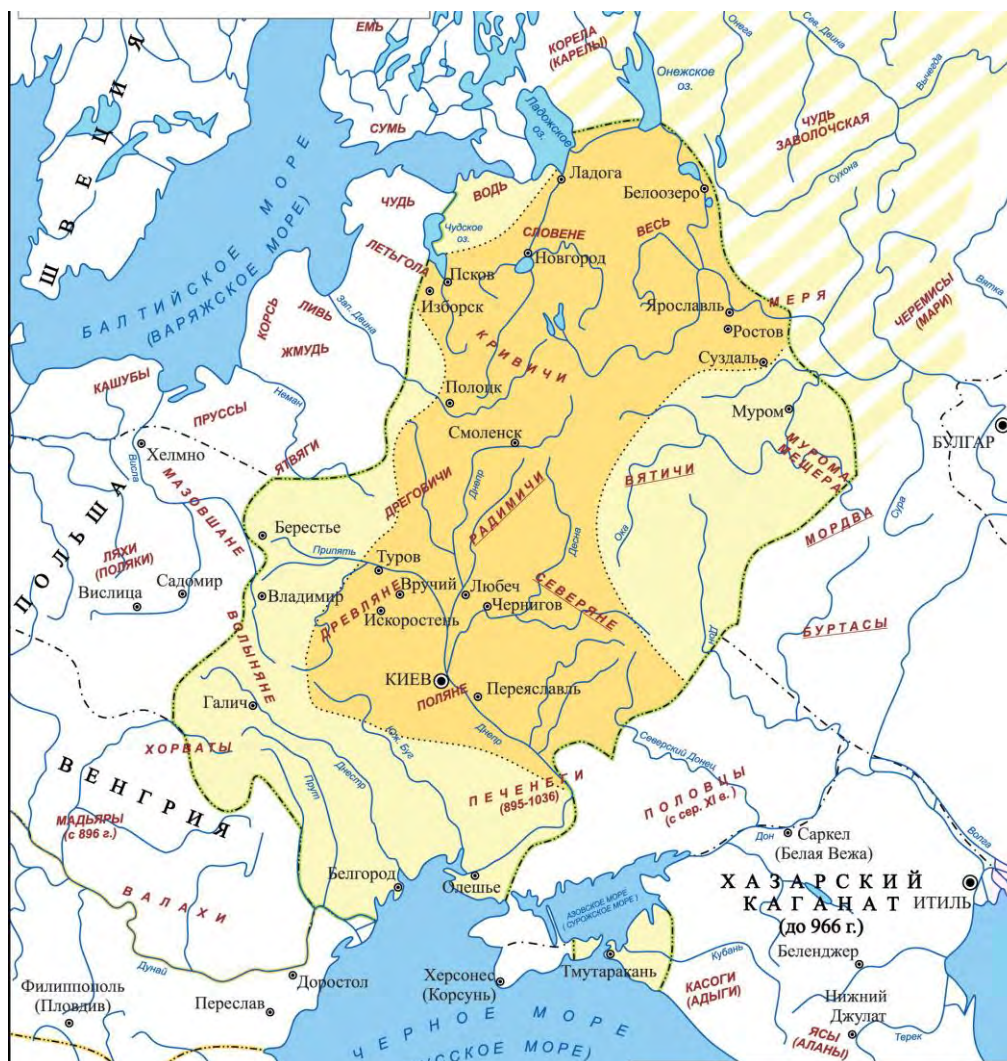 ЕМЬ
КОРЕЛА
(КАРЕЛЫ)
Онега
Сев. Двина
Вычегда
Онежское
оз.
Ладожское
оз.
ШВЕЦИЯ
СУМЬ
ЧУДЬ
ЗАВОЛОЧСКАЯ
Сухона
Ладога
Белоозеро
ВОДЬ
ЧУДЬ
Чудское
оз.
СЛОВЕНЕ
ВЕСЬ
Новгород
ЛЕТЬГОЛА
Псков
Изборск
БАЛТИЙСКОЕ МОРЕ
(ВАРЯЖСКОЕ МОРЕ)
Зап. Двина
КОРСЬ
ЛИВЬ
ЖМУДЬ
Ярославль
МЕРЯ
Ростов
ЧЕРЕМИСЫ
(МАРИ)
Вятка
КРИВИЧИ
Суздаль
КАШУБЫ
ПРУССЫ
Неман
Полоцк
Муром
Смоленск
БУЛГАР
Хелмно
Висла
ЯТВЯГИ
МУРОМА
МЕЩЕРА
ВЯТИЧИ
ДРЕГОВИЧИ
Днепр
РАДИМИЧИ
МАЗОВШАНЕ
ПОЛЬША
Сура
МОРДВА
Берестье
Ока
Десна
Припять
ЛЯХИ
(ПОЛЯКИ)
Туров
Садомир
Вислица
Владимир
Вручий
Любеч
Чернигов
ДРЕВЛЯНЕ
Искоростень
СЕВЕРЯНЕ
Дон
БУРТАСЫ
ВОЛЫНЯНЕ
КИЕВ
ПОЛЯНЕ
Переяславль
Галич
Днепр
Юж. Буг
Северский Донец
ХОРВАТЫ
Днестр
Прут
ВЕНГРИЯ
ПЕЧЕНЕГИ
(895-1036)
ПОЛОВЦЫ
(с сер. XI в. )
МАДЬЯРЫ
(с 896 г.)
Дон
Саркел
(Белая Вежа)
Волга
Белгород
Олешье
ХАЗАРСКИЙ
КАГАНАТ
(до 966 г.)
ИТИЛЬ
ВАЛАХИ
АЗОВСКОЕ МОРЕ
( СУРОЖСКОЕ МОРЕ )
Дунай
Доростол
Херсонес
(Корсунь)
Тмутаракань
Кубань
Беленджер
Филиппополь
(Пловдив)
Переслав
КАСОГИ
(АДЫГИ)
Нижний
Джулат
ЯСЫ
(АЛАНЫ)
Терек
ЧЕРНОЕ МОРЕ
УССКОЕ МОРЕ)